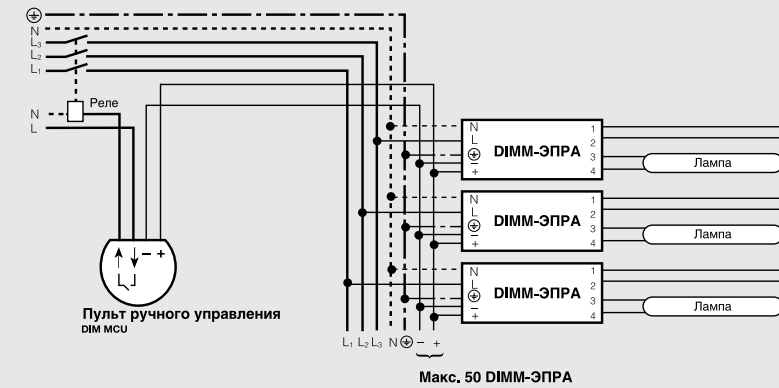 N
L₃
L₂
L₁
Реле
N
L
− +
Пульт ручного управления
DIM MCU
N
L
−
+
DIMM-ЭПРА
1
2
3
4
Лампа
N
L
−
+
DIMM-ЭПРА
1
2
3
4
Лампа
N
L
−
+
DIMM-ЭПРА
1
2
3
4
Лампа
L₁ L₂ L₃ N − +
Макс. 50 DIMM-ЭПРА